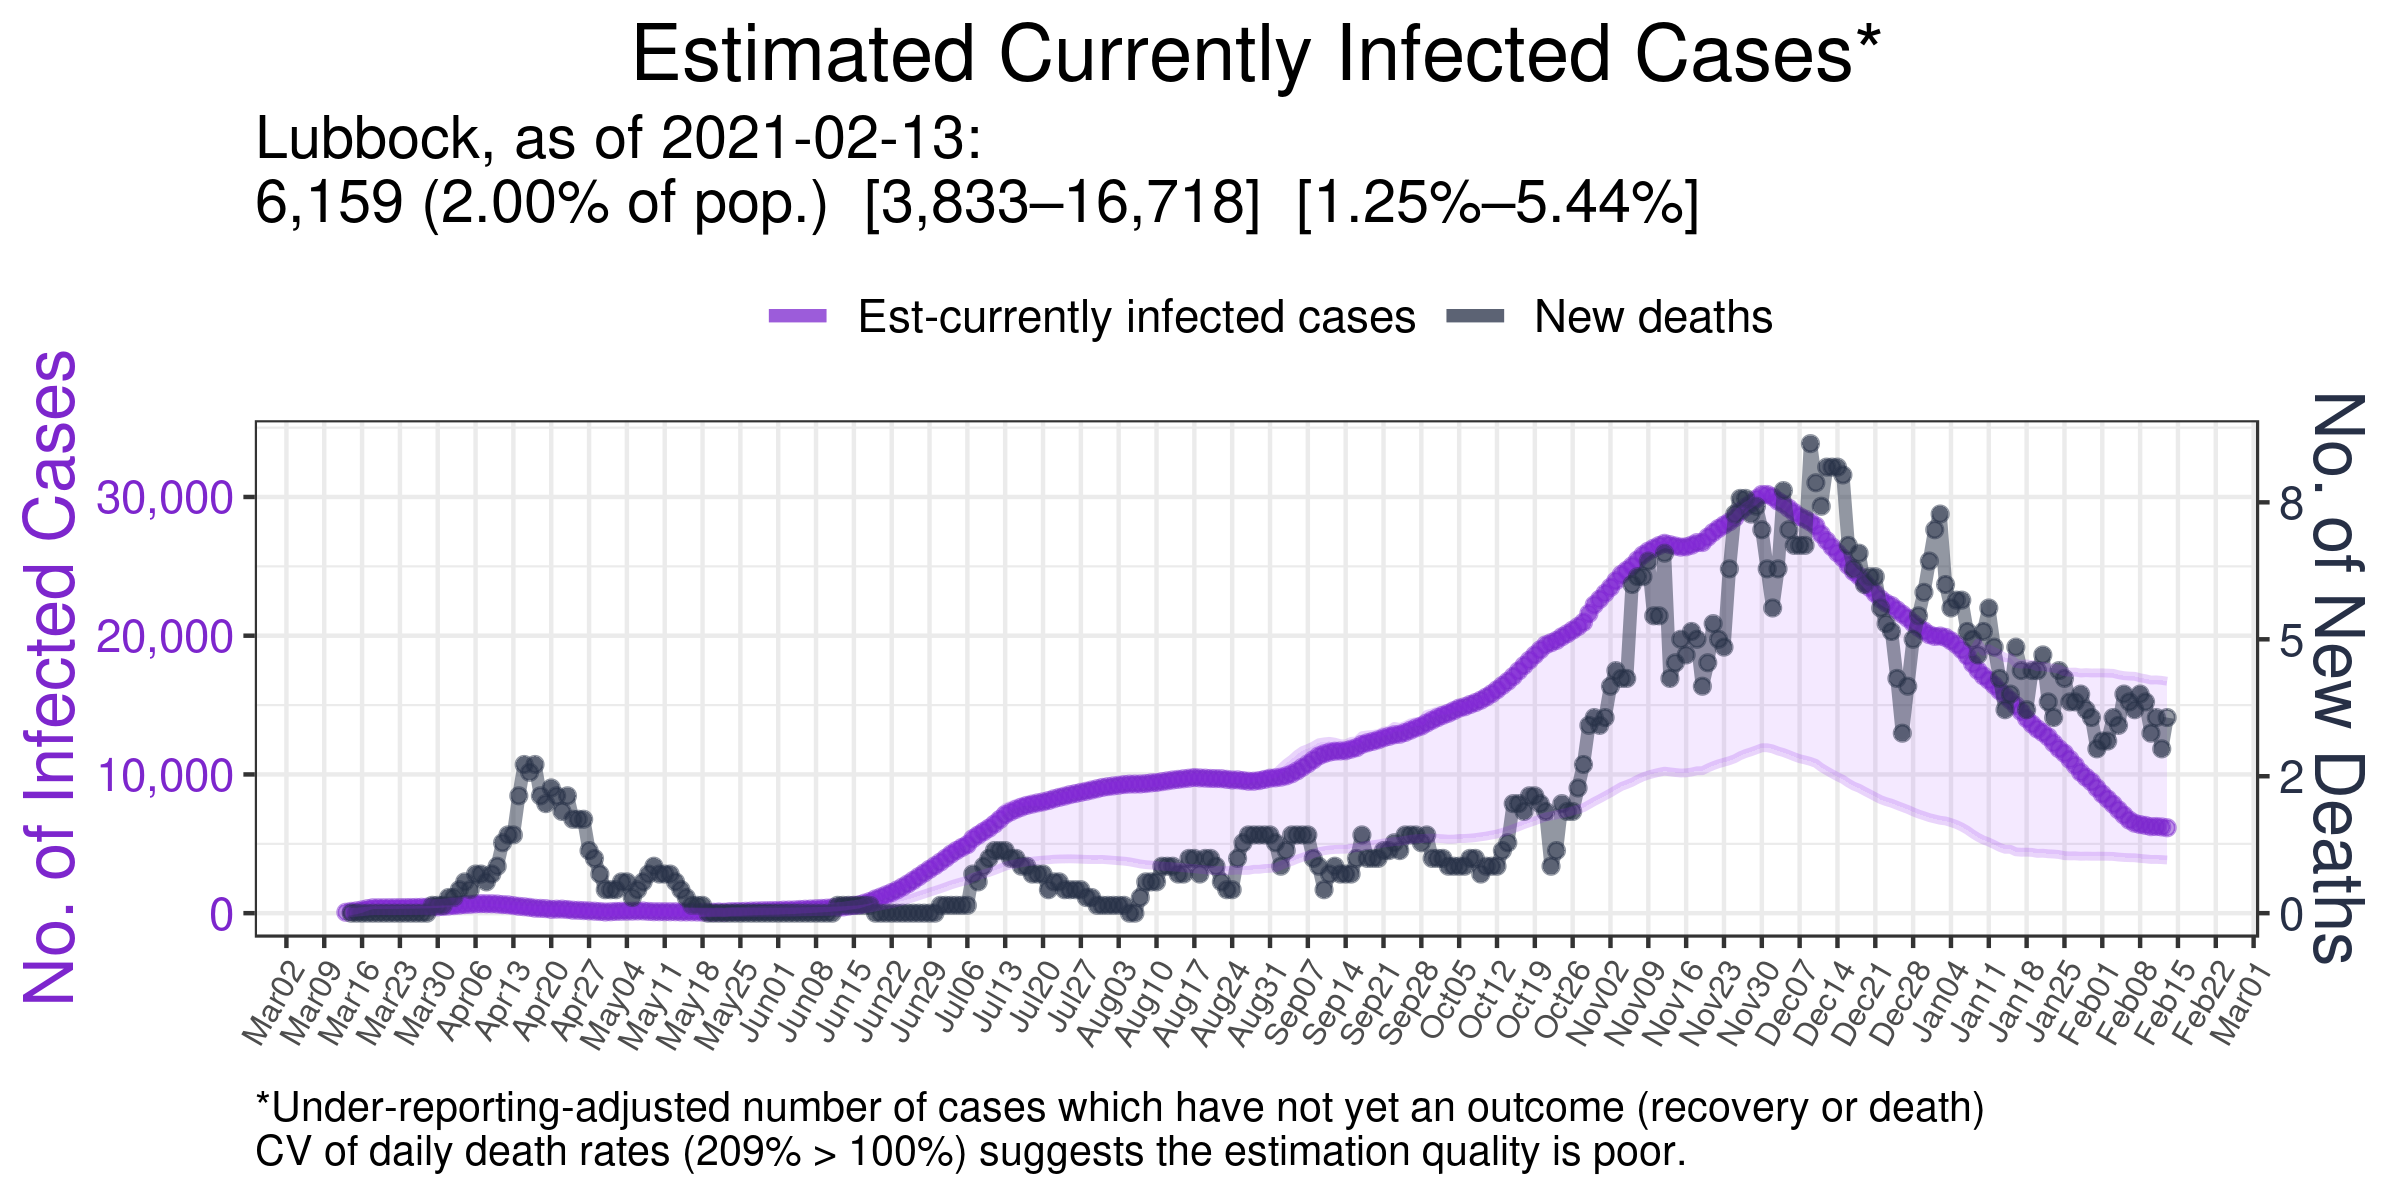 Estimated Currently Infected Cases*
Lubbock, as of 2021-02-13:
6,159 (2.00% of pop.) [3,833–16,718] [1.25%–5.44%]
Est-currently infected cases New deaths
No. of Infected Cases
30,000
20,000
10,000
0
8
5
2
0
No. of New Deaths
Mar02 Mar09 Mar16 Mar23 Mar30 Apr06 Apr13 Apr20 Apr27 May04 May11 May18 May25 Jun01 Jun08 Jun15 Jun22 Jun29 Jul06 Jul13 Jul20 Jul27 Aug03 Aug10 Aug17 Aug24 Aug31 Sep07 Sep14 Sep21 Sep28 Oct05 Oct12 Oct19 Oct26 Nov02 Nov09 Nov16 Nov23 Nov30 Dec07 Dec14 Dec21 Dec28 Jan04 Jan11 Jan18 Jan25 Feb01 Feb08 Feb15 Feb22 Mar01
*Under-reporting-adjusted number of cases which have not yet an outcome (recovery or death)
CV of daily death rates (209% > 100%) suggests the estimation quality is poor.